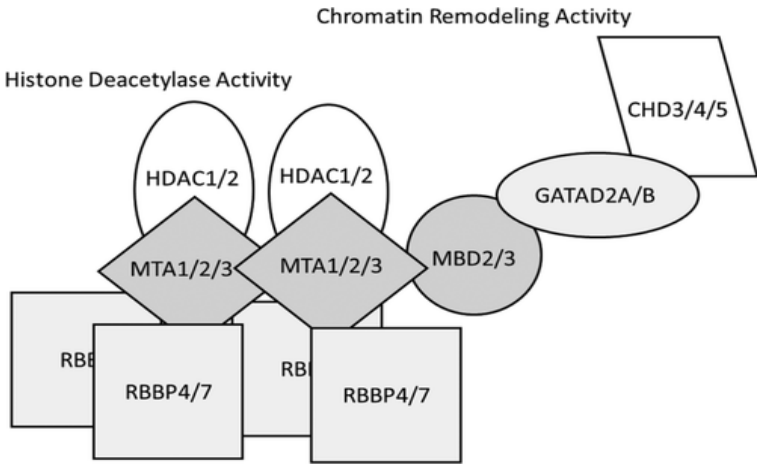 Chromatin Remodeling Activity
Histone Deacetylase Activity
CHD3/4/5
HDAC1/2
HDAC1/2
GATAD2A/B
MTA1/2/3
MTA1/2/3
MBD2/3
RBBP4/7
RBBP4/7